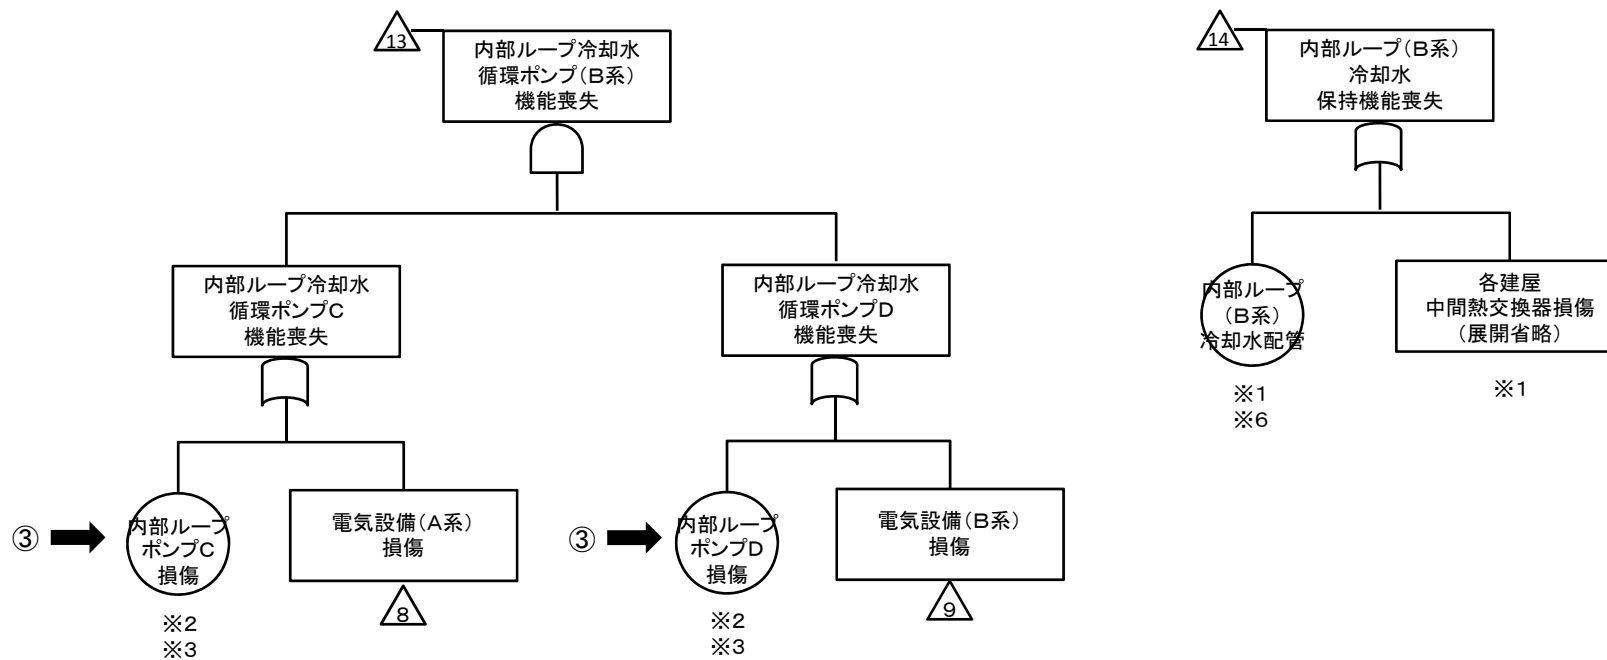 13
内部ループ冷却水
循環ポンプ（B系）
機能喪失
内部ループ冷却水
循環ポンプC
機能喪失
内部ループ冷却水
循環ポンプD
機能喪失
③
内部ループ
ポンプC
損傷
※2
※3
電気設備（A系）
損傷
8
③
内部ループ
ポンプD
損傷
※2
※3
電気設備（B系）
損傷
9
14
内部ループ（B系）
冷却水
保持機能喪失
内部ループ
（B系）
冷却水配管
※1
※6
各建屋
中間熱交換器損傷
（展開省略）
※1